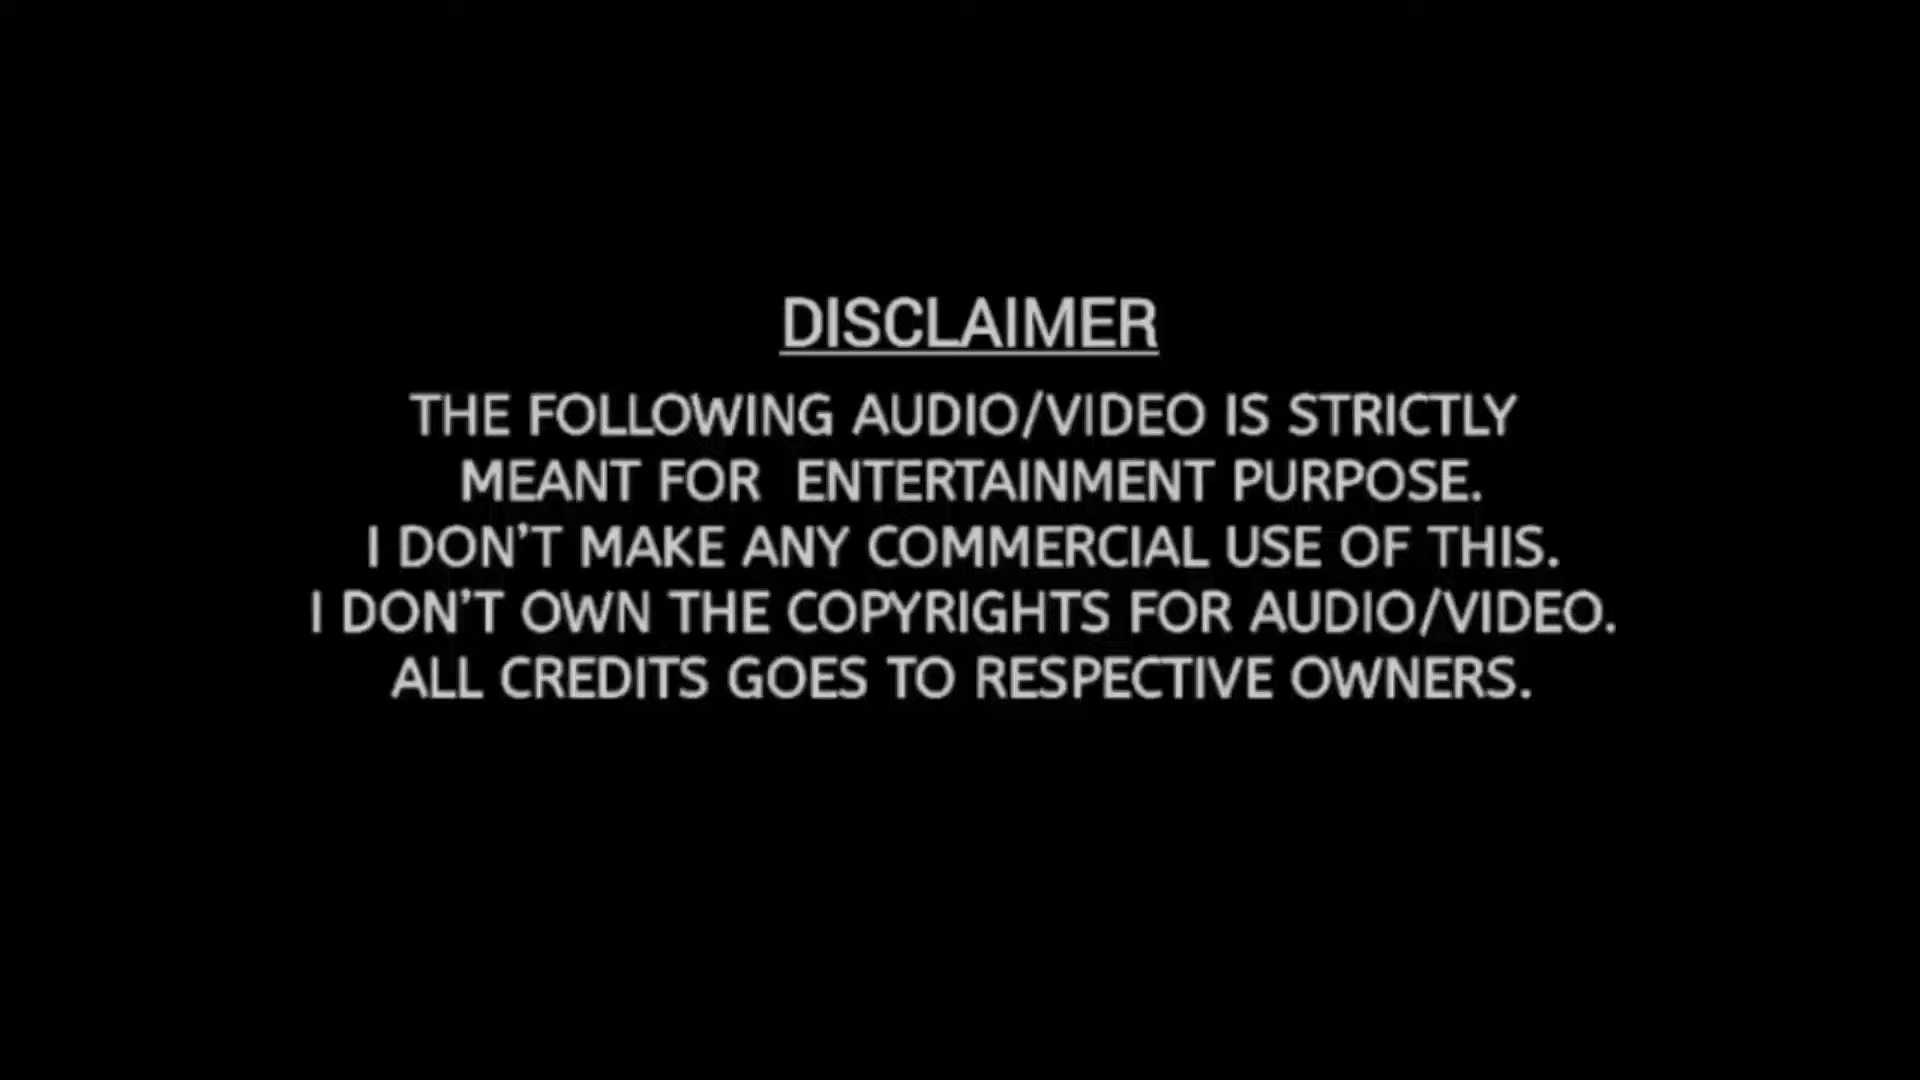 DISCLAIMER
THE FOLLOWING AUDIO/VIDEO IS STRICTLY
MEANT FOR  ENTERTAINMENT PURPOSE.
I DON’T MAKE ANY COMMERCIAL USE OF THIS.
I DON’T OWN THE COPYRIGHTS FOR AUDIO/VIDEO.
ALL CREDITS GOES TO RESPECTIVE OWNERS.